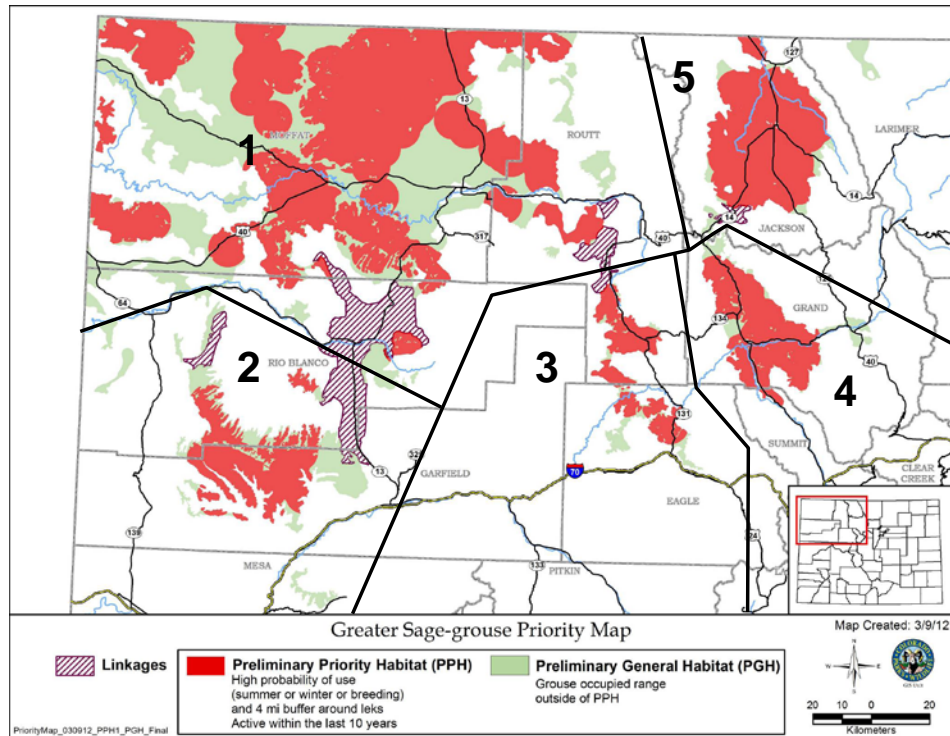 5
127
13
MOFFAT
ROUTT
LARIMER
1
14
14
JACKSON
40
317
40
64
GRAND
134
2
RIO BLANCO
3
40
4
131
SUMMIT
13
GARFIELD
70
CLEAR
CREEK
EAGLE
139
24
MESA
133
PITKIN
Greater Sage-grouse Priority Map
Map Created: 3/9/12
Linkages
Preliminary Priority Habitat (PPH)
High probability of use
(summer or winter or breeding)
and 4 mi buffer around leks
Active within the last 10 years
Preliminary General Habitat (PGH)
Grouse occupied range
outside of PPH
N
W
E
S
20 0 20
Kilometers
PriorityMap_030912_PPH1_PGH_Final